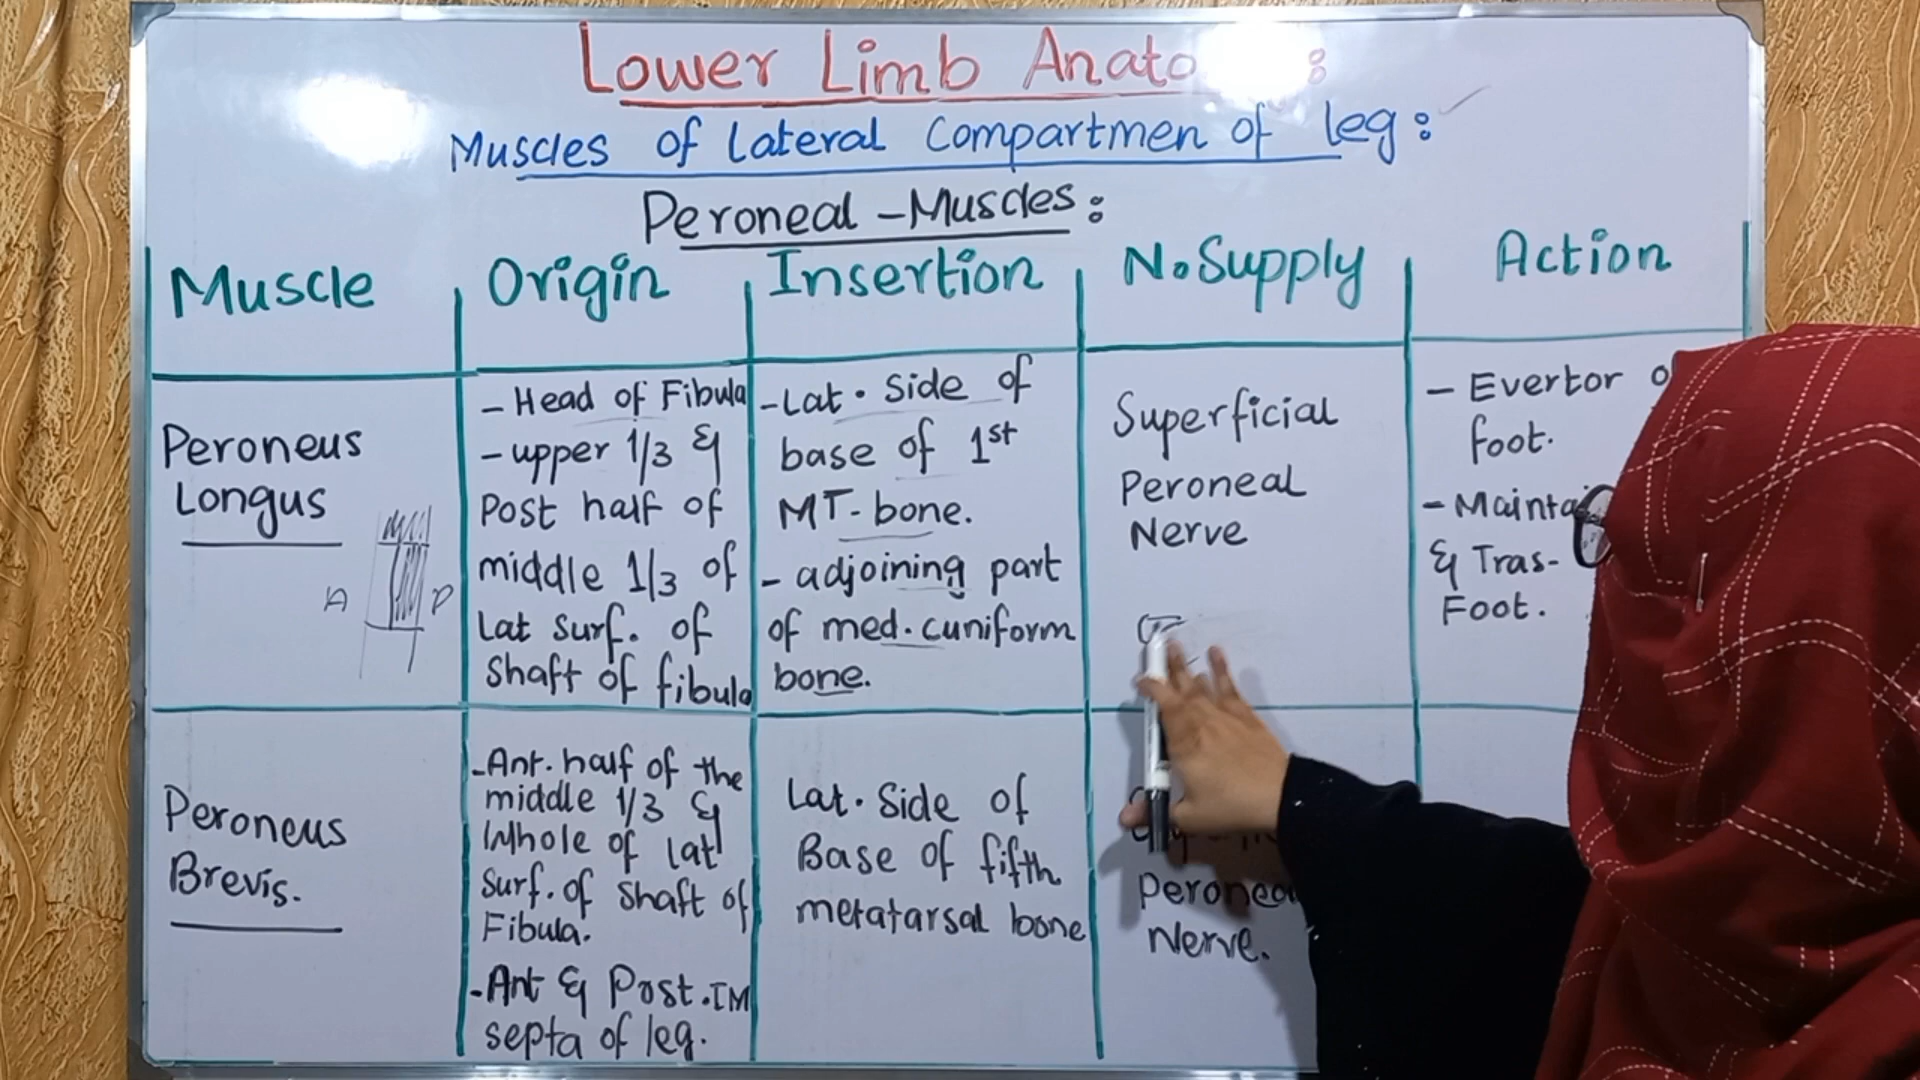 Lower Limb Anato :
Muscles of Lateral Compartmen of leg :
Peroneal - Muscles :
Muscle
Origin
Insertion
N. Supply
Action
Peroneus
Longus
A
P
- Head of Fibula
- upper 1/3 &
Post half of
middle 1/3 of
Lat surf. of
Shaft of fibula
- Lat. Side of
base of 1st
MT- bone.
- adjoining part
of med. cuniform
bone.
Superficial
Peroneal
Nerve
- Evertor
foot.
- Mainta
& Tras-
Foot.
Peroneus
Brevis.
- Ant. half of the
middle 1/3 &
Whole of lat
Surf. of Shaft of
Fibula.
- Ant & Post. IM
septa of leg.
Lat. Side of
Base of fifth
metatarsal bone
Peronea
Nerve.